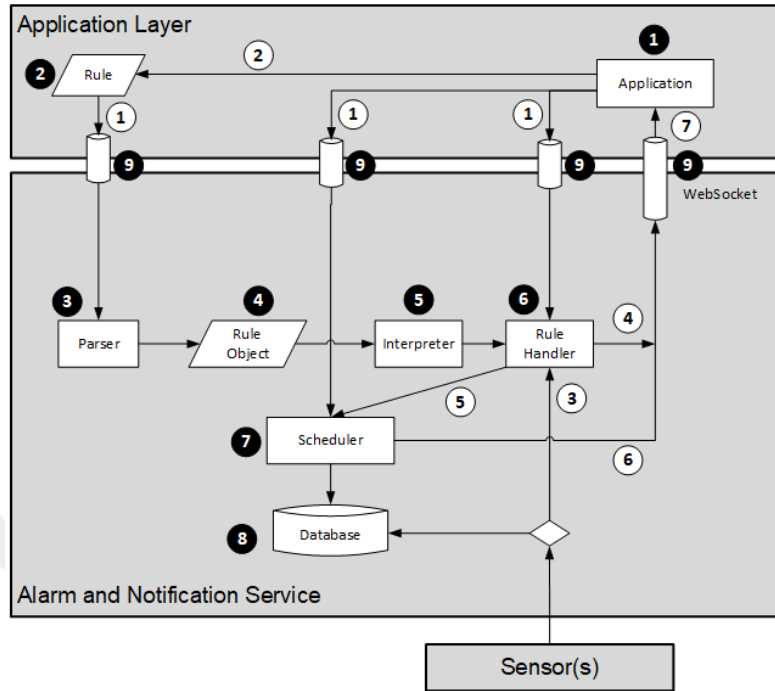 Application Layer
1
2
2
Rule
Application
1
1
1
7
9
9
9
9
WebSocket
3
4
5
6
Parser
Rule
Object
Interpreter
Rule
Handler
4
5
3
7
Scheduler
6
8
Database
Alarm and Notification Service
Sensor(s)